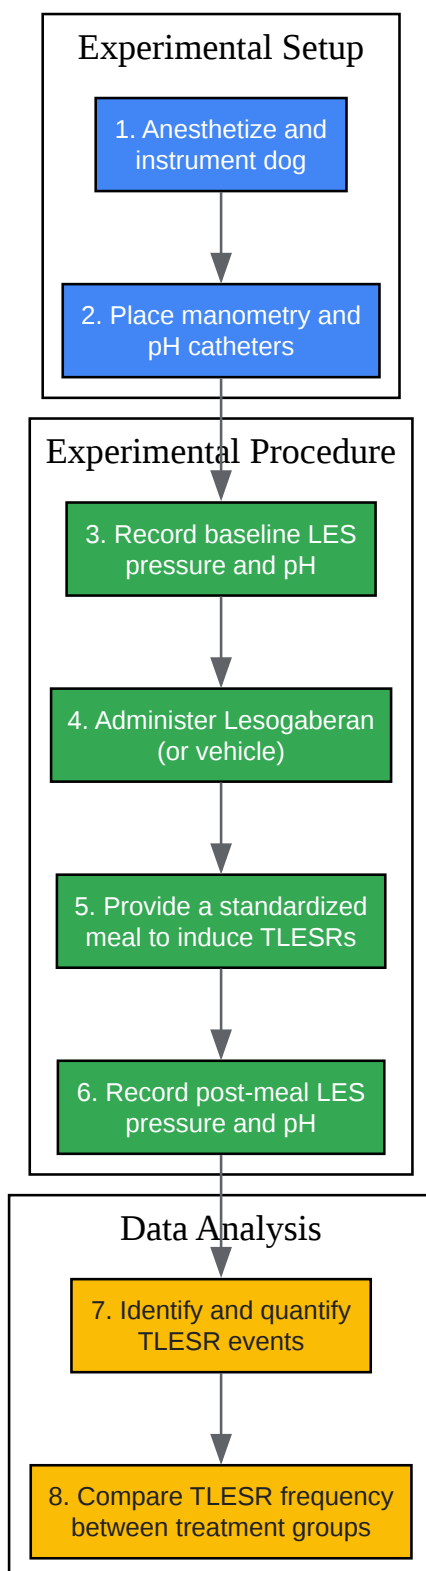 Experimental Setup
1. Anesthetize and
instrument dog
2. Place manometry and
pH catheters
Experimental Procedure
3. Record baseline LES
pressure and pH
4. Administer Lesogaberan
(or vehicle)
5. Provide a standardized
meal to induce TLESRs
6. Record post-meal LES
pressure and pH
Data Analysis
7. Identify and quantify
TLESR events
8. Compare TLESR frequency
between treatment groups